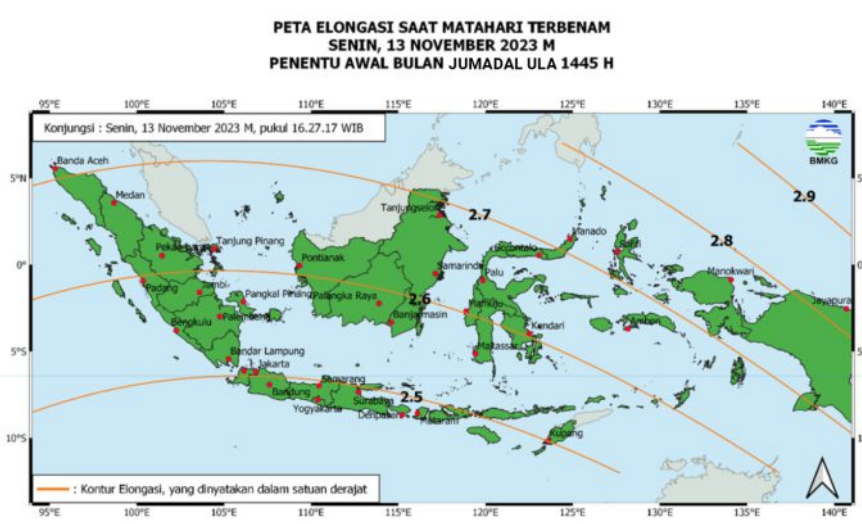 PETA ELONGASI SAAT MATAHARI TERBENAM
SENIN, 13 NOVEMBER 2023 M
PENENTU AWAL BULAN JUMADAL ULA 1445 H
95°E 100°E 105°E 110°E 115°E 120°E 125°E 130°E 135°E 140°E
Konjungsi : Senin, 13 November 2023 M, pukul 16.27.17 WIB
BMKG
Banda Aceh
5°N
Medan
2.9
Tanjungselor
2.7
Manado
2.8
Tanjung Pinang
Gorontalo
Sofifi
Pontianak
0°
Samarinda
Palu
Manokwari
Padang
Jambi
Pangkal Pinang
Palangka Raya
2.6
Mamuju
Jayapura
Bengkulu
Palembang
Banjarmasin
Kendari
Ambon
5°S
Bandar Lampung
Makassar
Jakarta
Semarang
Bandung
Surabaya
2.5
Yogyakarta
Denpasar
Mataram
Kupang
10°S
: Kontur Elongasi, yang dinyatakan dalam satuan derajat
95°E 100°E 105°E 110°E 115°E 120°E 125°E 130°E 135°E 140°E